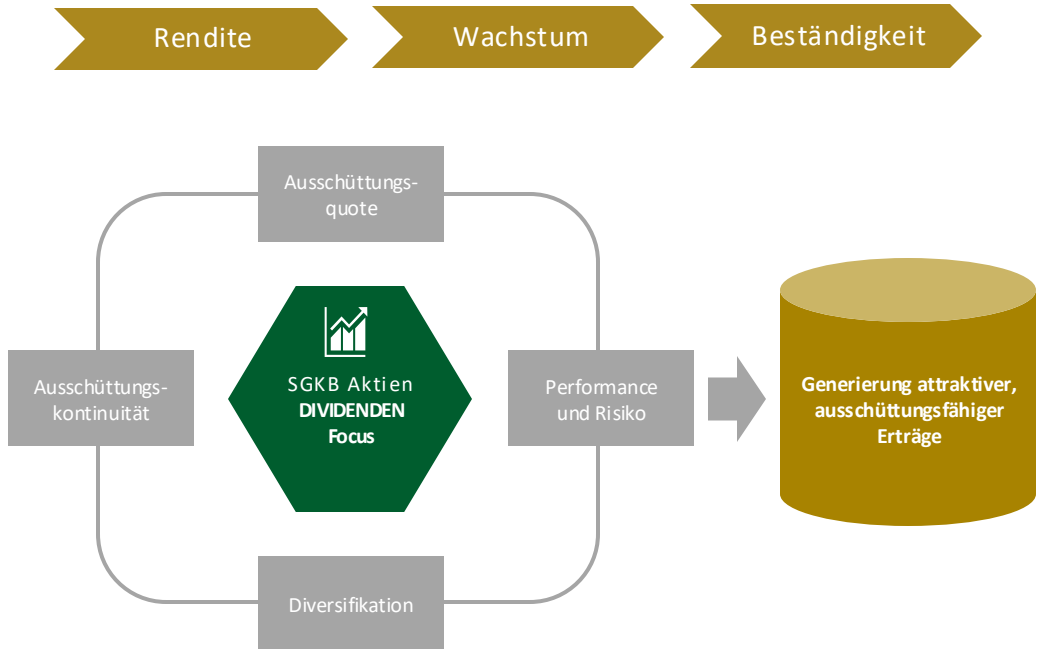 Rendite
Wachstum
Beständigkeit
Ausschüttungs-
quote
SGKB Aktien
DIVIDENDEN
Focus
Ausschüttungs-
kontinuität
Performance
und Risiko
Generierung attraktiver,
ausschüttungsfähiger
Erträge
Diversifikation